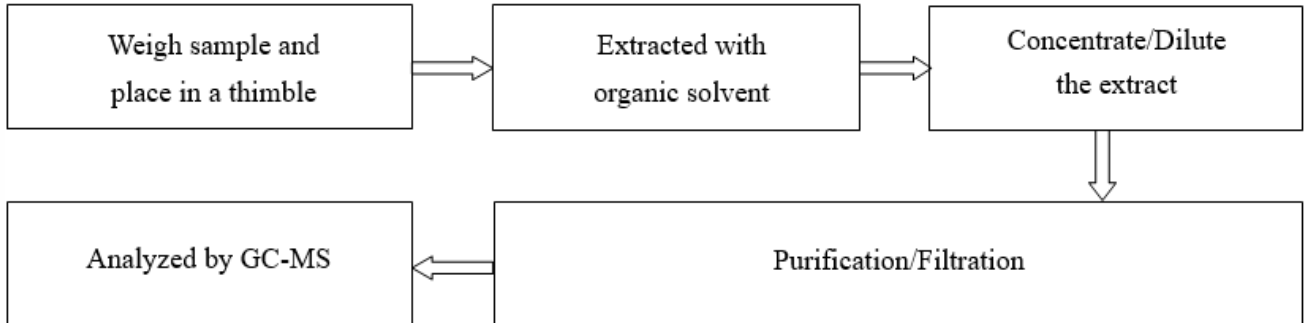 Weigh sample and
place in a thimble
Extracted with
organic solvent
Concentrate/Dilute
the extract
Purification/Filtration
Analyzed by GC-MS